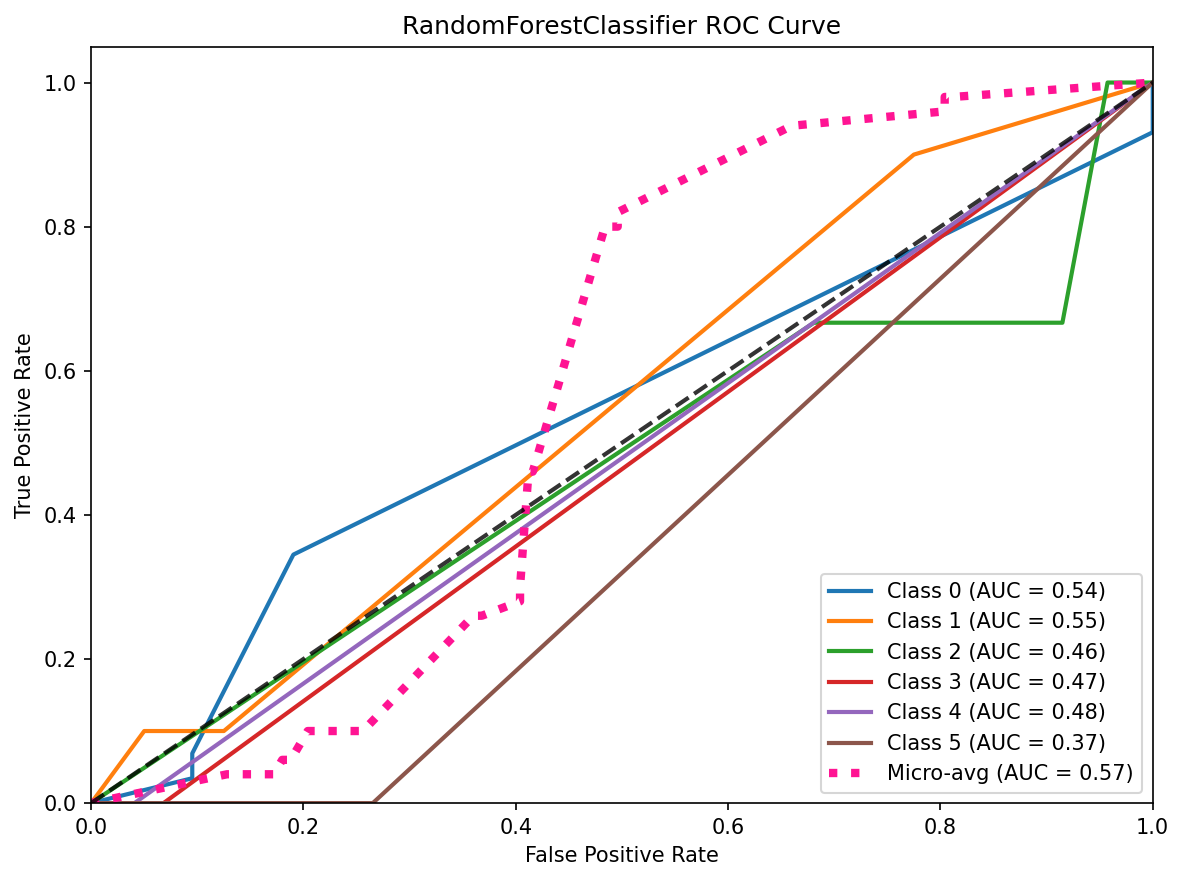 RandomForestClassifier ROC Curve
True Positive Rate
1.0
0.8
0.6
0.4
0.2
0.0
Class 0 (AUC = 0.54)
Class 1 (AUC = 0.55)
Class 2 (AUC = 0.46)
Class 3 (AUC = 0.47)
Class 4 (AUC = 0.48)
Class 5 (AUC = 0.37)
Micro-avg (AUC = 0.57)
0.0 0.2 0.4 0.6 0.8 1.0
False Positive Rate